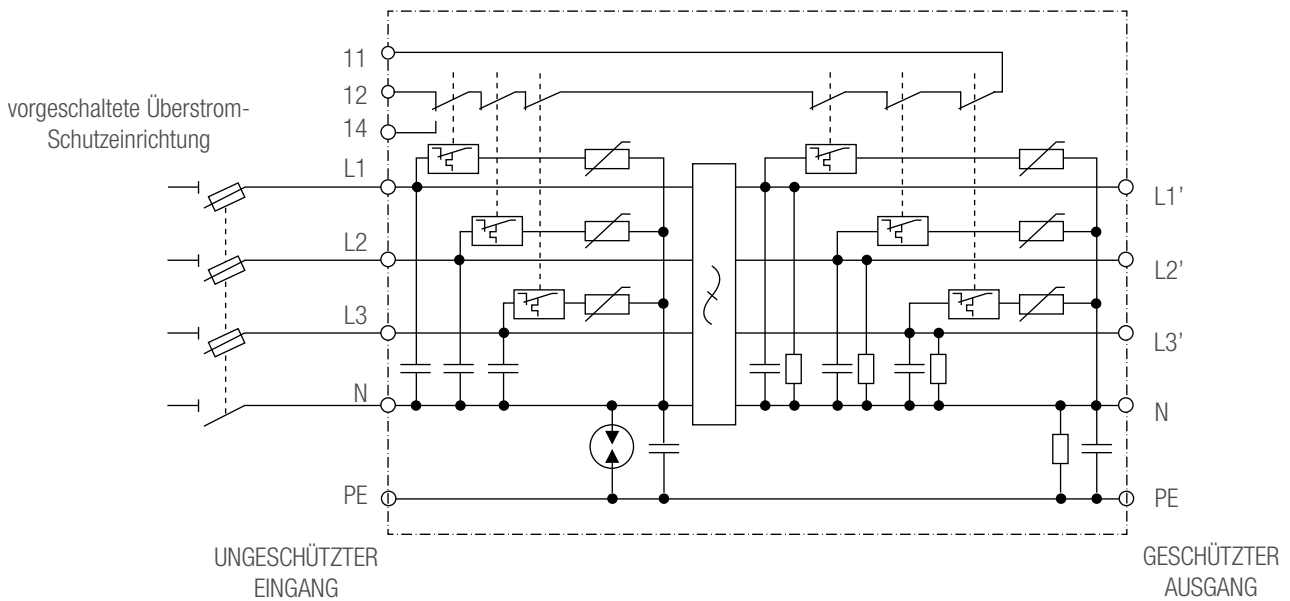 11
12
14
vorgeschaltete Überstrom-
Schutzeinrichtung
L1
L2
L3
N
PE
L1’
L2’
L3’
N
PE
UNGESCHÜTZTER
EINGANG
GESCHÜTZTER
AUSGANG